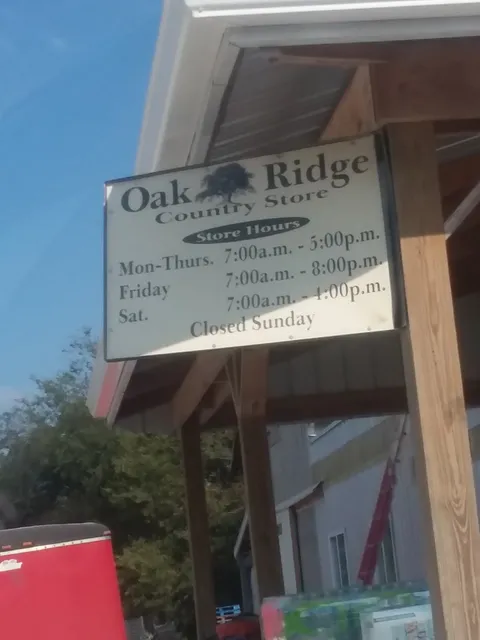 Oak Ridge
Country Store
Store Hours
Mon-Thurs. 7:00a.m. - 5:00p.m.
Friday 7:00a.m. - 8:00p.m.
Sat. 7:00a.m. - 4:00p.m.
Closed Sunday